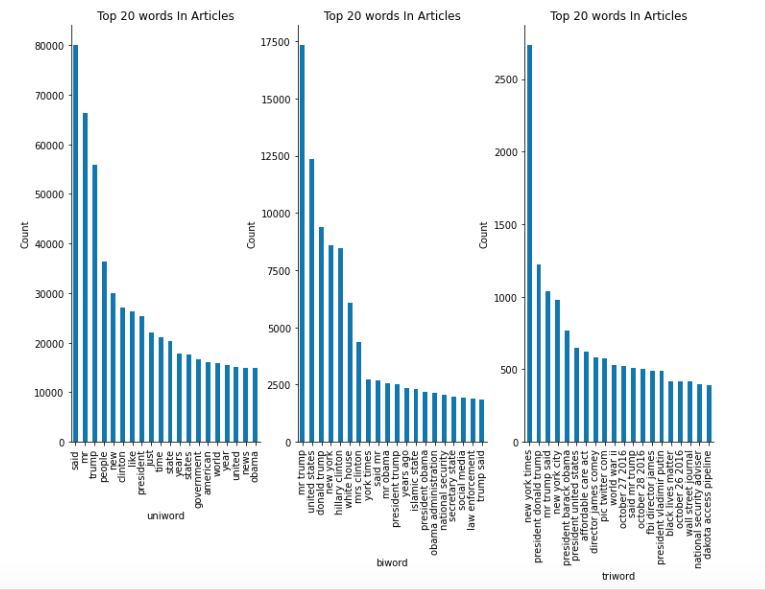 Top 20 words In Articles
80000
70000
60000
50000
40000
30000
20000
10000
0
Count
said
mr
trump
people
new
clinton
like
president
just
time
state
years
states
government
american
world
year
united
news
obama
uniword
Top 20 words In Articles
17500
15000
12500
10000
7500
5000
2500
0
Count
mr trump
united states
donald trump
new york
hillary clinton
white house
mrs clinton
york times
said mr
mr obama
president trump
years ago
islamic state
president obama
obama administration
national security
secretary state
social media
law enforcement
trump said
biword
Top 20 words In Articles
2500
2000
1500
1000
500
0
Count
new york times
president donald trump
mr trump said
new york city
president barack obama
president united states
affordable care act
director james comey
pic twitter com
world war ii
october 27 2016
said mr trump
october 28 2016
fbi director james
president vladimir putin
black lives matter
october 26 2016
wall street journal
national security adviser
dakota access pipeline
triword